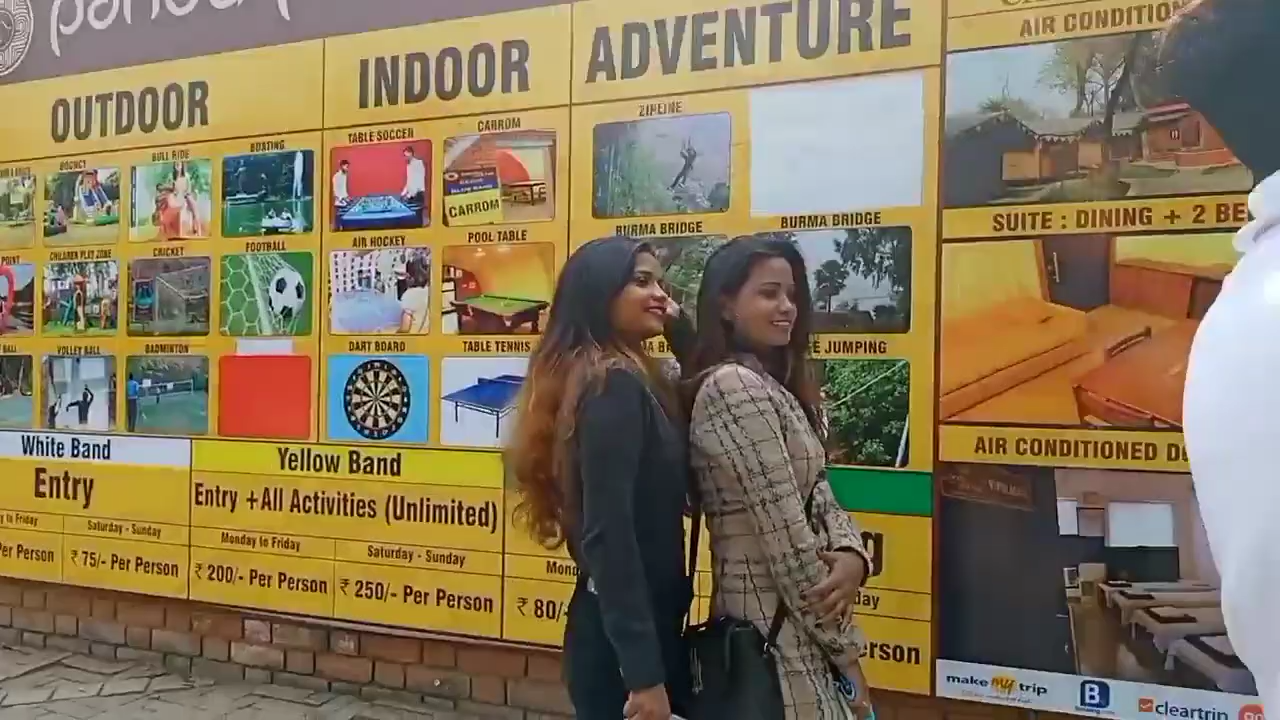 OUTDOOR
BOUNCY
BULL RIDE
BOATING
CHILDREN PLAY ZONE
CRICKET
FOOTBALL
POINT
BALL
VOLLEY BALL
BADMINTON
INDOOR
TABLE SOCCER
CARROM
CARROM
AIR HOCKEY
POOL TABLE
DART BOARD
TABLE TENNIS
ADVENTURE
ZIPLINE
BURMA BRIDGE
BURMA BRIDGE
JUMPING
White Band
Entry
Saturday - Sunday
₹ 75/- Per Person
Yellow Band
Entry +All Activities (Unlimited)
Monday to Friday
Saturday - Sunday
₹ 200/- Per Person
₹ 250/- Per Person
₹ 80/-
AIR CONDITION
SUITE : DINING + 2 BE
AIR CONDITIONED
make my trip
B.
cleartrip